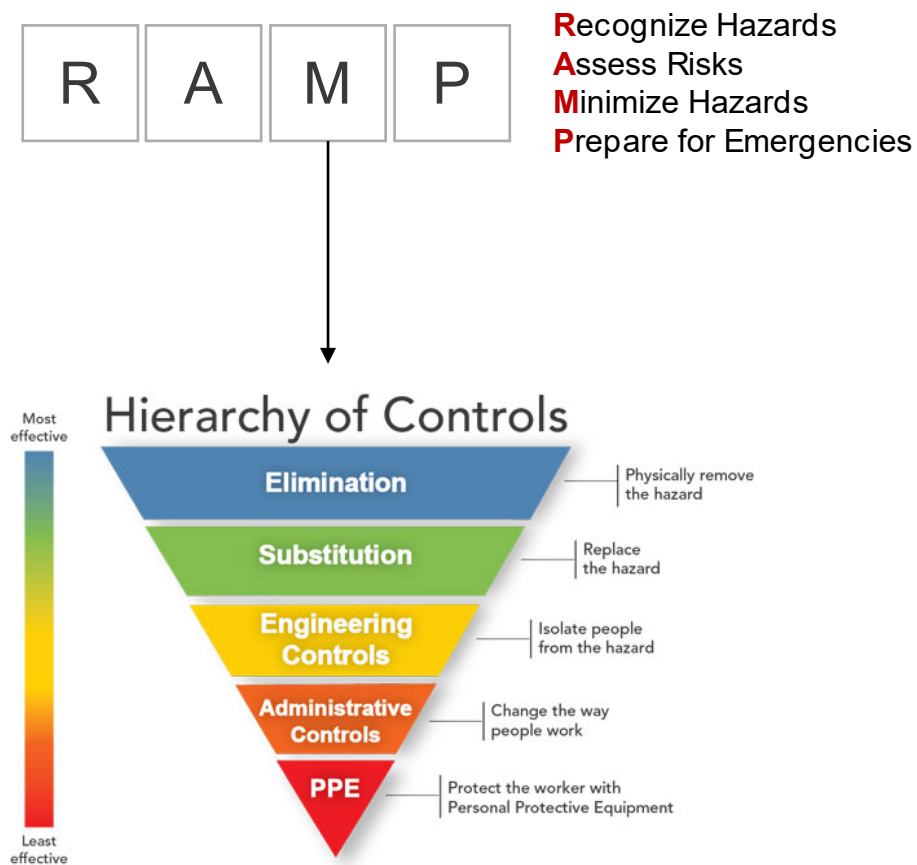 R A M P
Recognize Hazards
Assess Risks
Minimize Hazards
Prepare for Emergencies
Hierarchy of Controls
Most
effective
Elimination
Physically remove
the hazard
Substitution
Replace
the hazard
Engineering
Controls
Isolate people
from the hazard
Administrative
Controls
Change the way
people work
PPE
Protect the worker with
Personal Protective Equipment
Least
effective